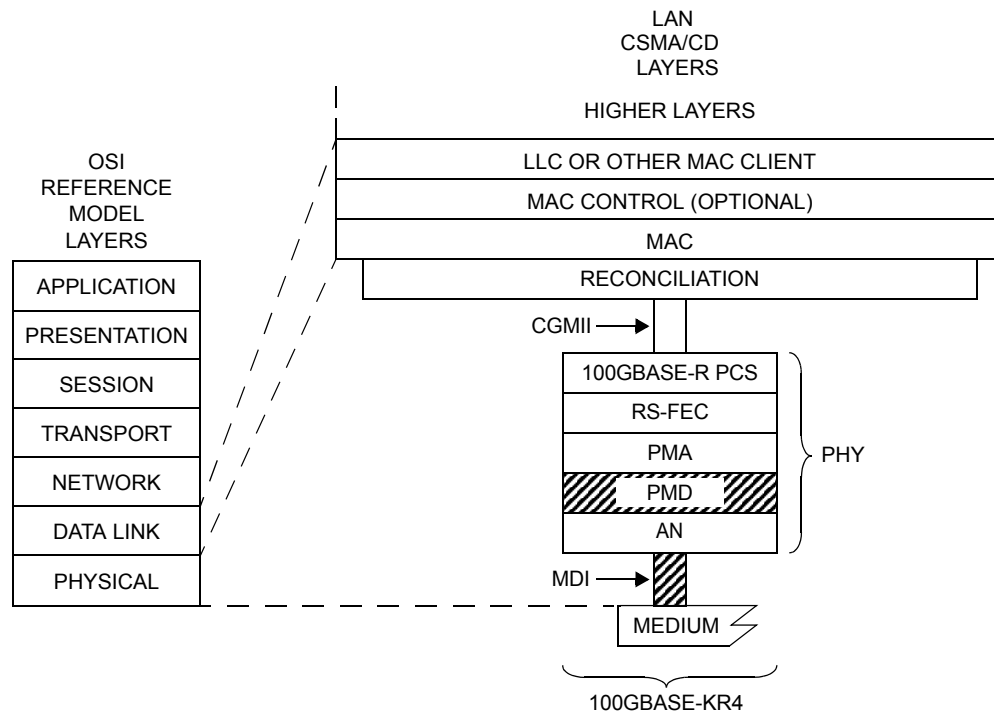 LAN
CSMA/CD
LAYERS
HIGHER LAYERS
LLC OR OTHER MAC CLIENT
MAC CONTROL (OPTIONAL)
MAC
RECONCILIATION
OSI
REFERENCE
MODEL
LAYERS
APPLICATION
PRESENTATION
SESSION
TRANSPORT
NETWORK
DATA LINK
PHYSICAL
CGMII
100GBASE-R PCS
RS-FEC
PMA
PMD
AN
PHY
MDI
MEDIUM
100GBASE-KR4